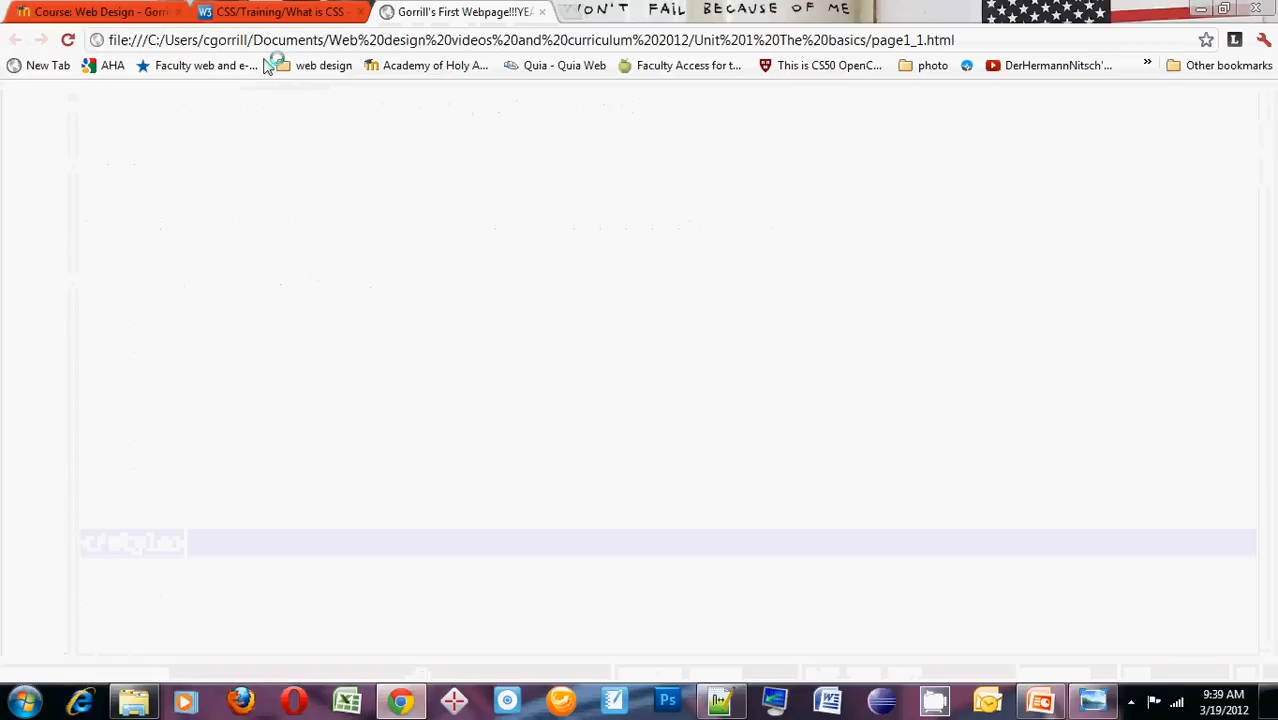 Course: Web Design - Gorri
CSS/Training/What is CSS -
Gorrill's First Webpage!!!YEA
WON'T FAIL BECAUSE OF ME
file:///C:/Users/cgorrill/Documents/Web%20design%20videos%20and%20curriculum%202012/Unit%201%20The%20basics/page1_1.html
New Tab
AHA
Faculty web and e-...
web design
Academy of Holy A...
Quia - Quia Web
Faculty Access for t...
This is CS50 OpenC...
photo
DerHermannNitsch'...
»
Other bookmarks
</style>
9:39 AM
3/19/2012